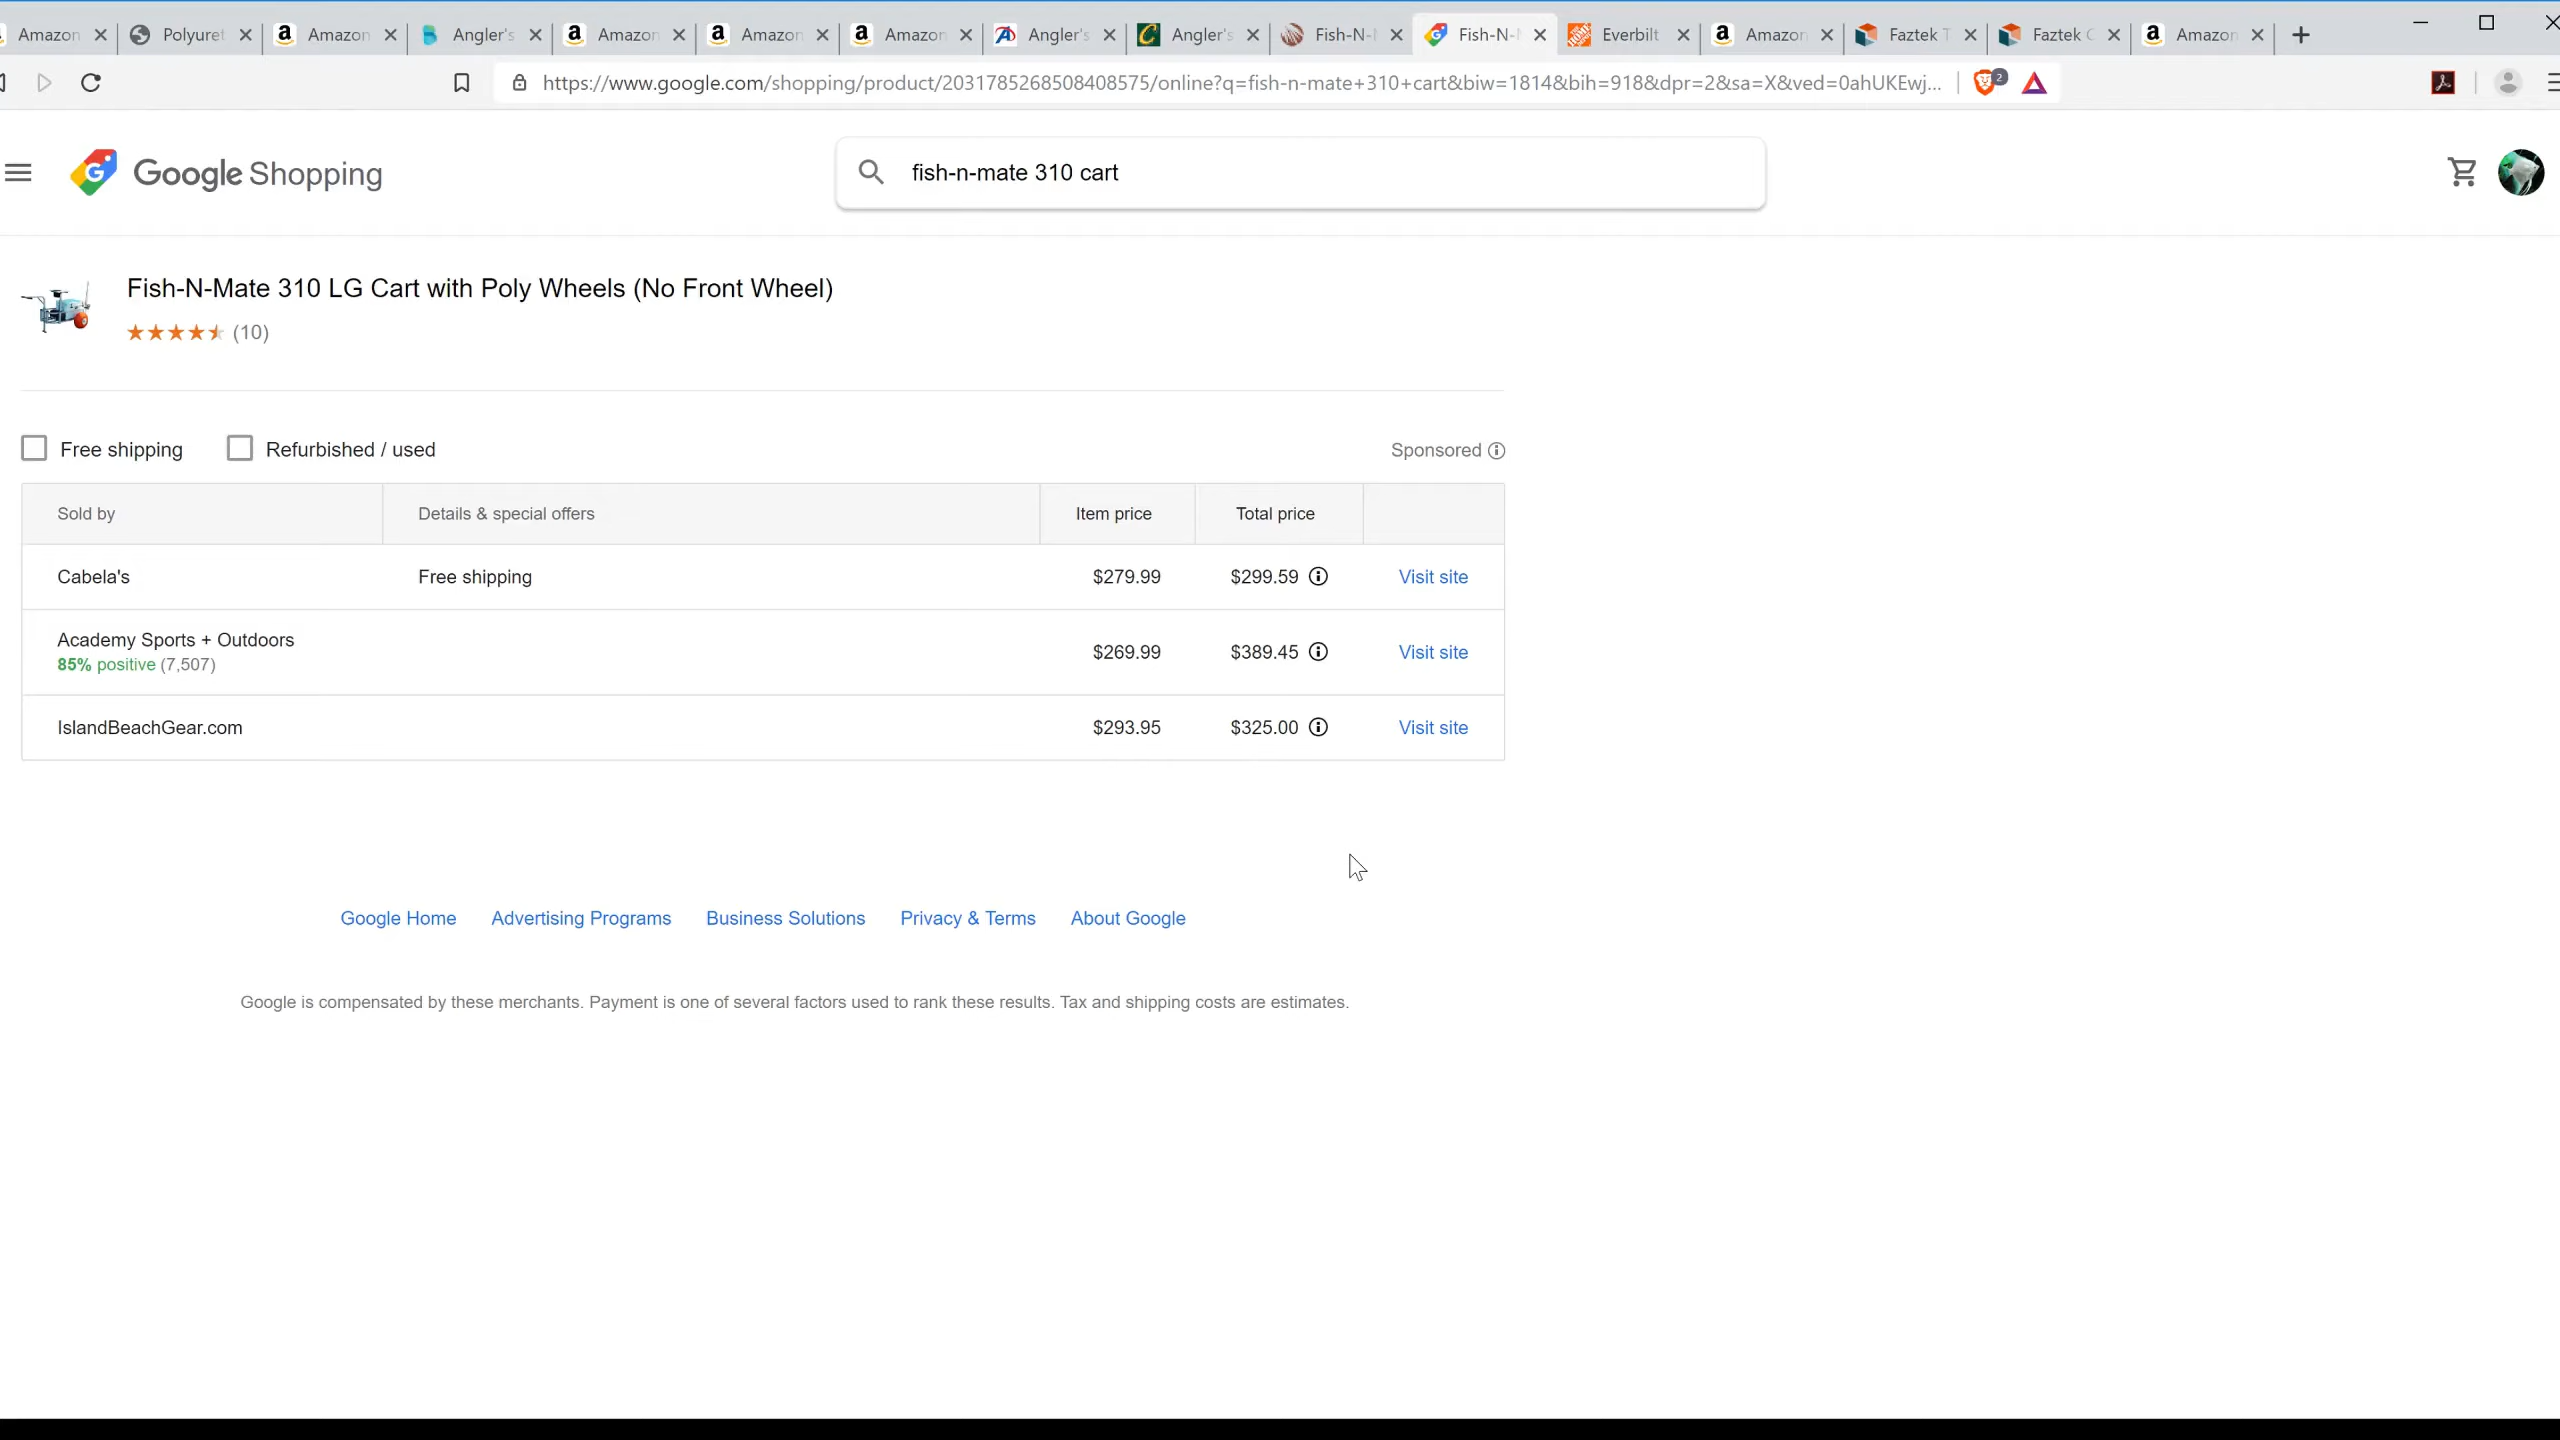 Amazon
Polyuret
Amazon
Angler's
Amazon
Amazon
Amazon
Angler's
Angler's
Fish-N-
Fish-N-
Everbilt
Amazon
Faztek T
Faztek C
Amazon
https://www.google.com/shopping/product/2031785268508408575/online?q=fish-n-mate+310+cart&biw=1814&bih=918&dpr=2&sa=X&ved=0ahUKEwj...
2
Google Shopping
fish-n-mate 310 cart
Fish-N-Mate 310 LG Cart with Poly Wheels (No Front Wheel)
(10)
Free shipping
Refurbished / used
Sponsored
Sold by
Details & special offers
Item price
Total price
Cabela's
Free shipping
$279.99
$299.59
Visit site
Academy Sports + Outdoors
85% positive (7,507)
$269.99
$389.45
Visit site
IslandBeachGear.com
$293.95
$325.00
Visit site
Google Home
Advertising Programs
Business Solutions
Privacy & Terms
About Google
Google is compensated by these merchants. Payment is one of several factors used to rank these results. Tax and shipping costs are estimates.